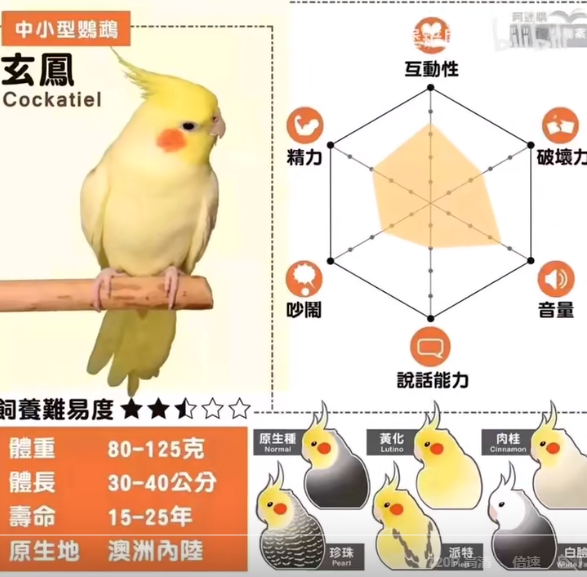 中小型鸚鵡
玄鳳
Cockatiel
互動性
精力
破壞力
吵鬧
音量
說話能力
飼養難易度
體重 80-125克
體長 30-40公分
壽命 15-25年
原生地 澳洲內陸
原生種
Normal
黃化
Lutino
肉桂
Cinnamon
珍珠
Pearl
派特
Pied
白臉
倍速